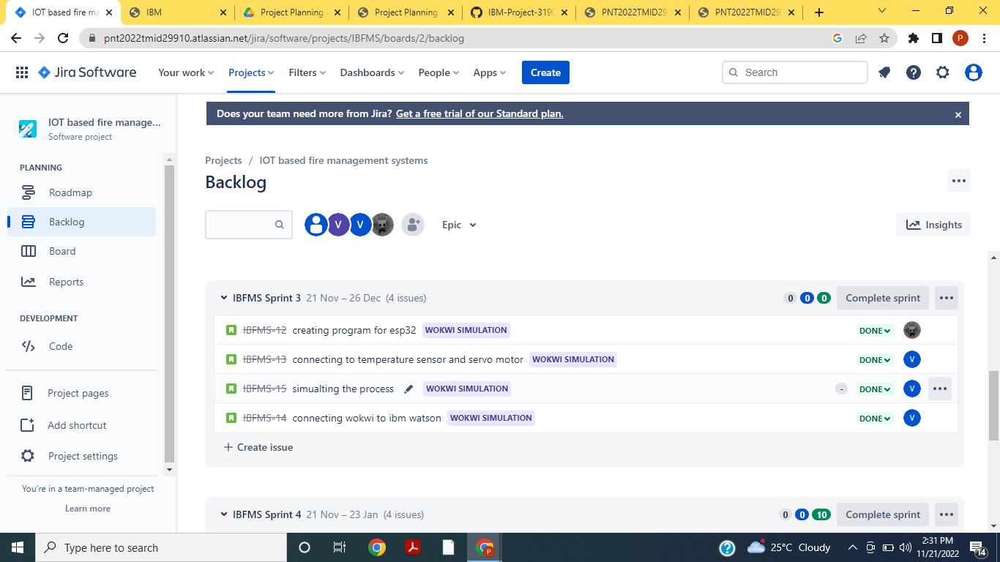 IOT based fire ma
IBM
Project Planning
Project Planning
IBM-Project-3190
PNT2022TMID29
PNT2022TMID29
pnt2022tmid29910.atlassian.net/jira/software/projects/IBFMS/boards/2/backlog
P
Jira Software
Your work
Projects
Filters
Dashboards
People
Apps
Create
Search
IOT based fire manage...
Software project
PLANNING
Roadmap
Backlog
Board
Reports
DEVELOPMENT
Code
Project pages
Add shortcut
Project settings
You're in a team-managed project
Learn more
Does your team need more from Jira? Get a free trial of our Standard plan.
Projects / IOT based fire management systems
Backlog
V
V
Epic
Insights
IBFMS Sprint 3 21 Nov – 26 Dec (4 issues)
0 0 0
Complete sprint
IBFMS-12 creating program for esp32 WOKWI SIMULATION DONE
IBFMS-13 connecting to temperature sensor and servo motor WOKWI SIMULATION DONE V
IBFMS-15 simualting the process WOKWI SIMULATION - DONE V
IBFMS-14 connecting wokwi to ibm watson WOKWI SIMULATION DONE V
+ Create issue
IBFMS Sprint 4 21 Nov – 23 Jan (4 issues)
0 0 10
Complete sprint
Type here to search
P
25°C Cloudy
2:31 PM
11/21/2022
14